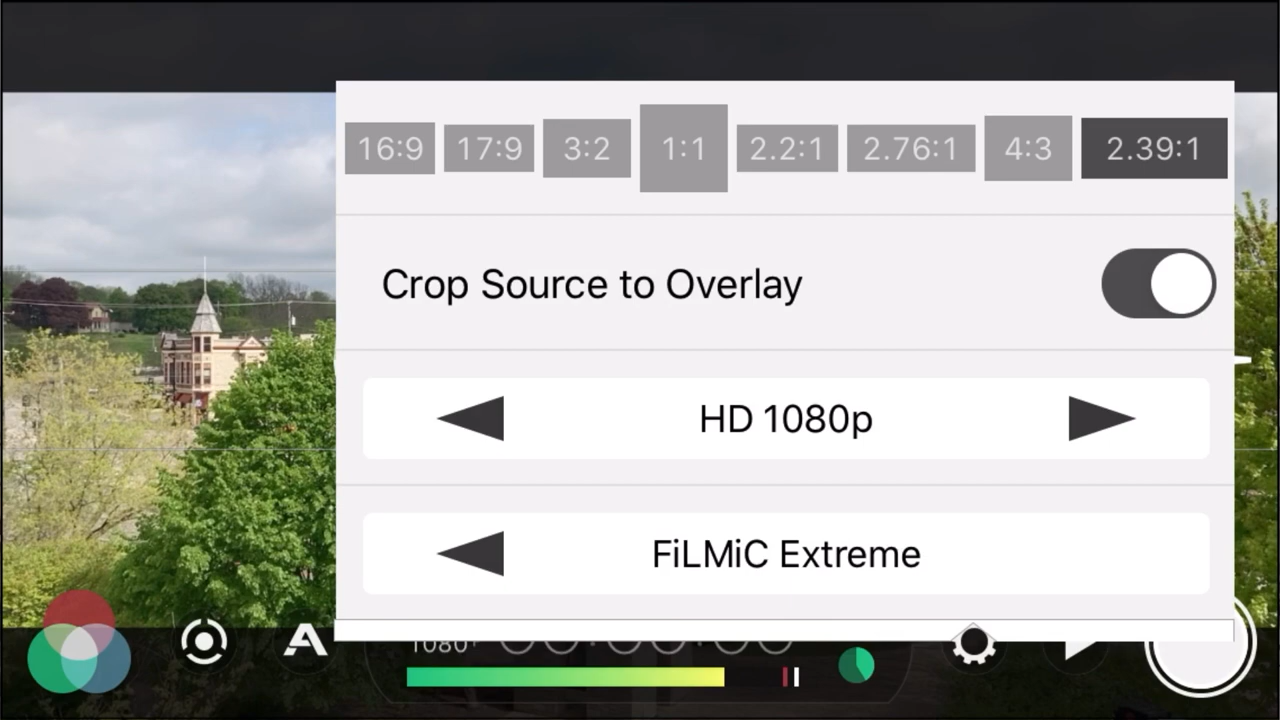 16:9 17:9 3:2 1:1 2.2:1 2.76:1 4:3 2.39:1
Crop Source to Overlay
HD 1080p
FiLMiC Extreme
A